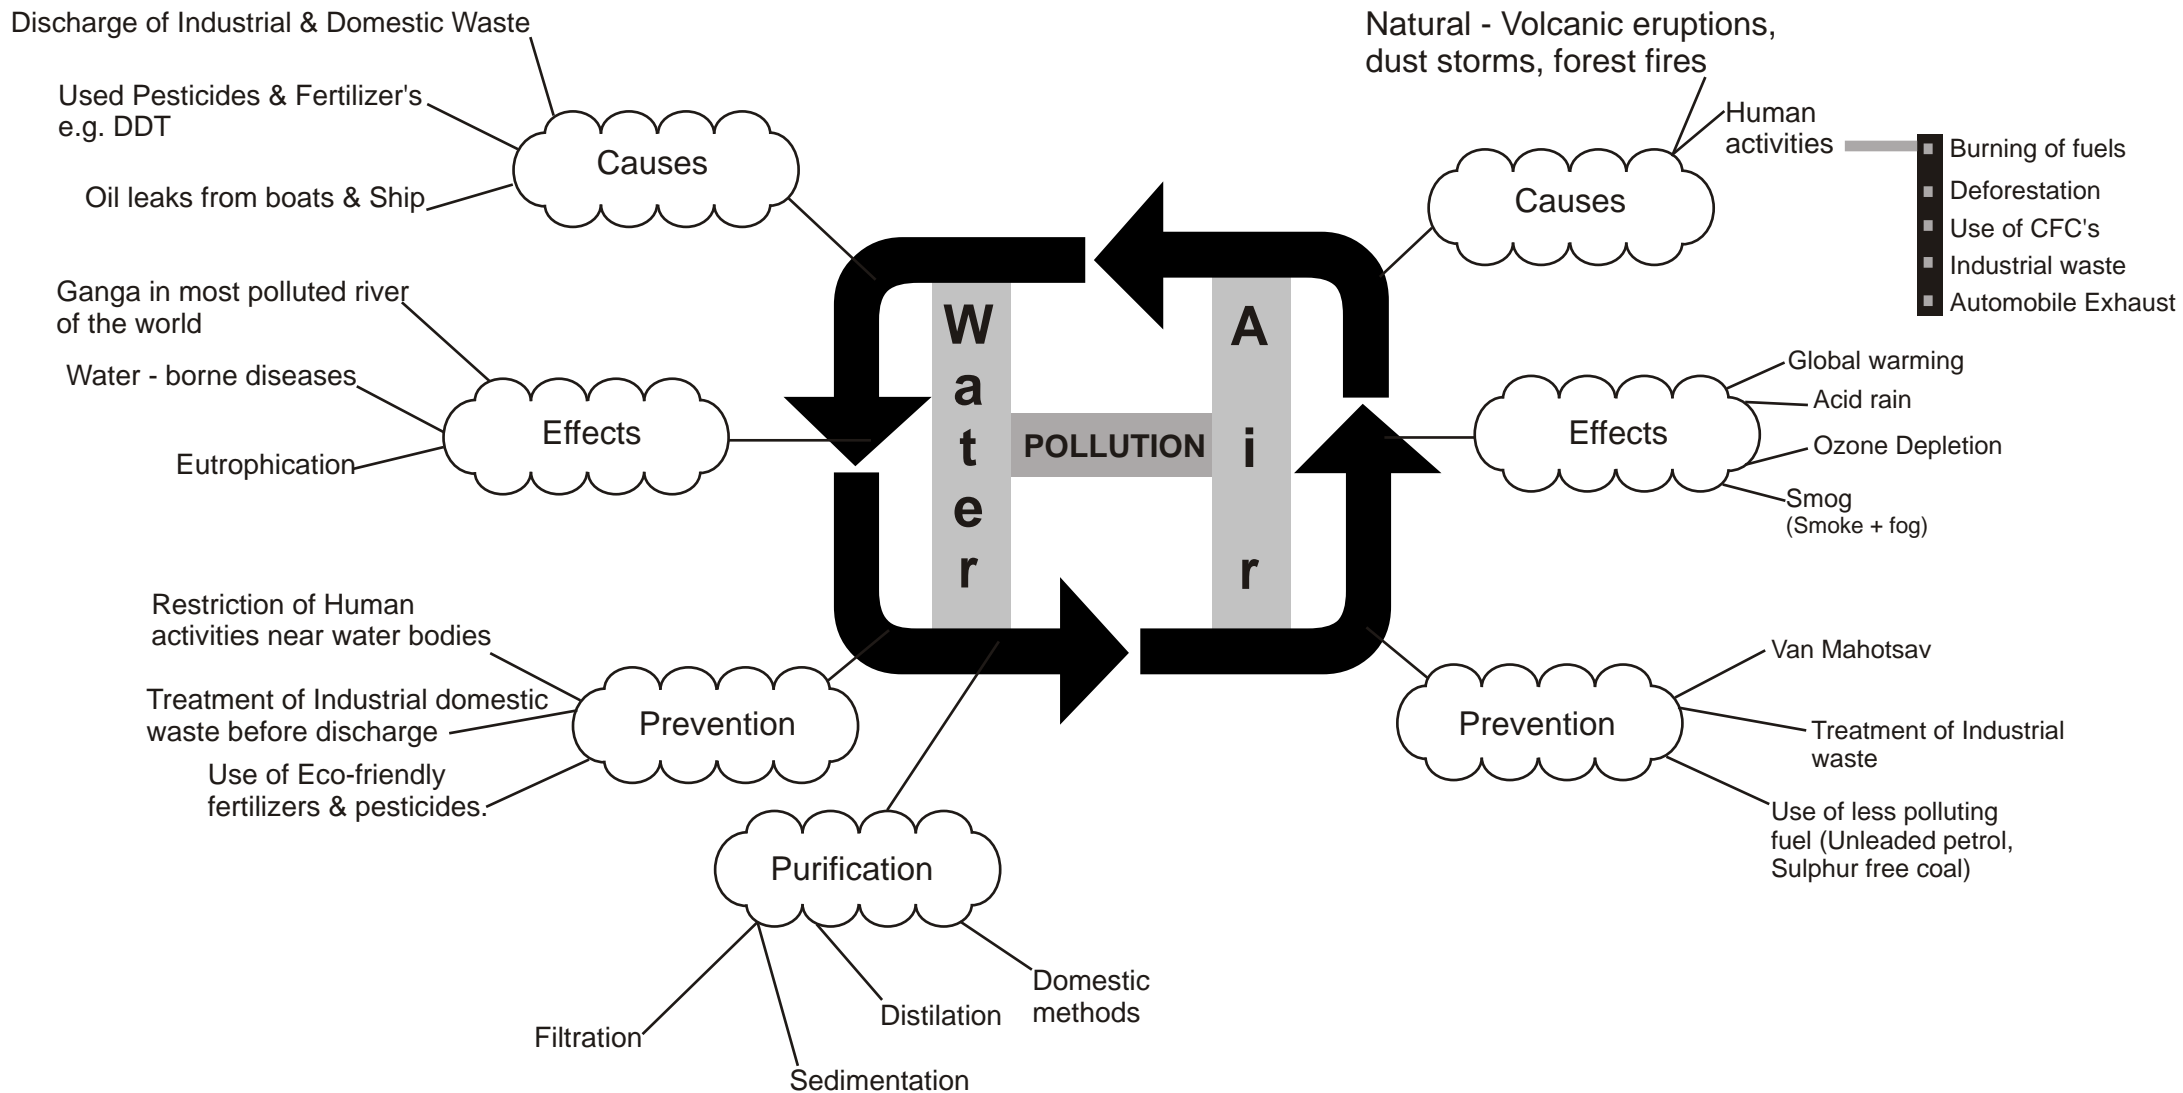 Discharge of Industrial & Domestic Waste
Used Pesticides & Fertilizer's
e.g. DDT
Oil leaks from boats & Ship
Causes
Ganga in most polluted river
of the world
Water - borne diseases
Eutrophication
Effects
Restriction of Human
activities near water bodies
Treatment of Industrial domestic
waste before discharge
Use of Eco-friendly
fertilizers & pesticides.
Prevention
Purification
Filtration
Sedimentation
Distilation
Domestic
methods
Water
POLLUTION
Air
Natural - Volcanic eruptions,
dust storms, forest fires
Human
activities
Burning of fuels
Deforestation
Use of CFC's
Industrial waste
Automobile Exhaust
Causes
Effects
Global warming
Acid rain
Ozone Depletion
Smog
(Smoke + fog)
Prevention
Van Mahotsav
Treatment of Industrial
waste
Use of less polluting
fuel (Unleaded petrol,
Sulphur free coal)